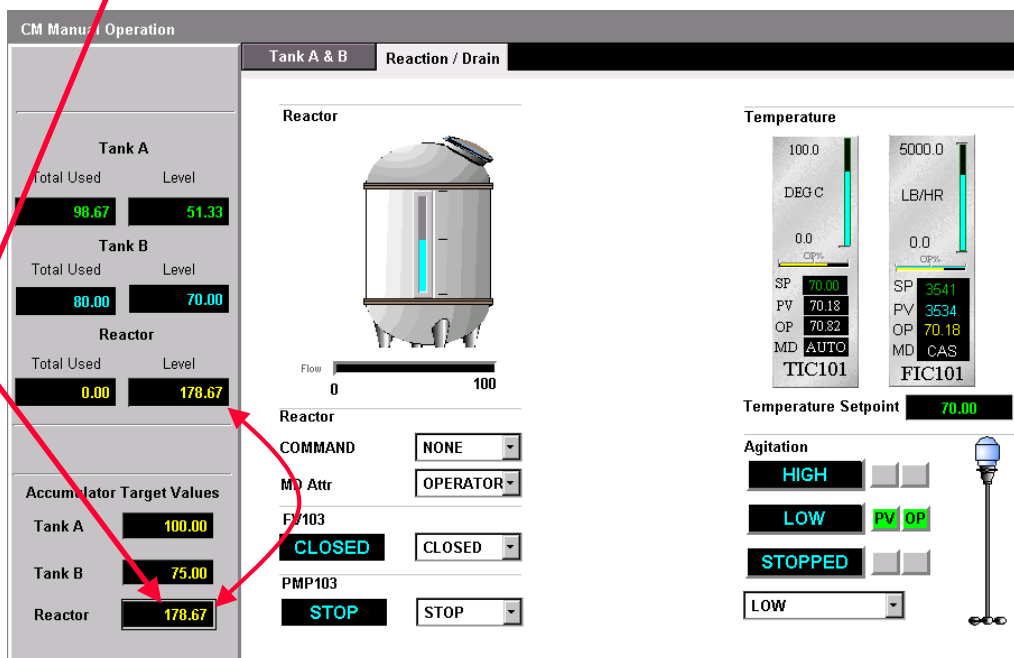 CM Manual Operation
Tank A & B
Reaction / Drain
Tank A
Total Used Level
98.67 51.33
Tank B
Total Used Level
80.00 70.00
Reactor
Total Used Level
0.00 178.67
Accumulator Target Values
Tank A 100.00
Tank B 75.00
Reactor 178.67
Reactor
Flow
0 100
Reactor
COMMAND NONE
MD Attr OPERATOR
FV103
CLOSED CLOSED
PMP103
STOP STOP
Temperature
100.0
DEG C
0.0
OP%
SP 70.00
PV 70.18
OP 70.82
MD AUTO
TIC101
5000.0
LB/HR
0.0
OP%
SP 3541
PV 3534
OP 70.18
MD CAS
FIC101
Temperature Setpoint 70.00
Agitation
HIGH
LOW PV OP
STOPPED
LOW